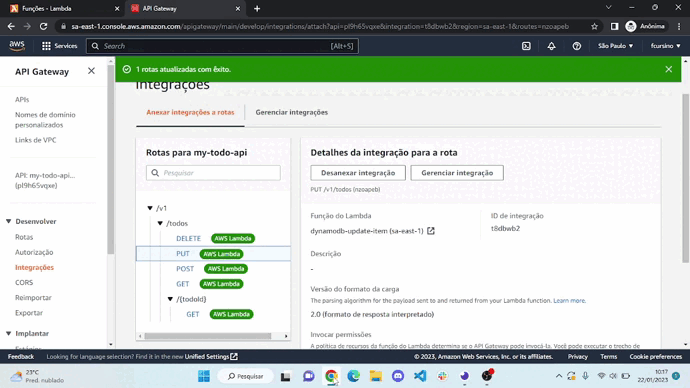 Funções - Lambda
API Gateway
sa-east-1.console.aws.amazon.com/apigateway/main/develop/integrations/attach?api=pl9h65vqxe&integration=t8dbwb2&region=sa-east-1&routes=nzoapeb
Anônima
aws
Services
Search
[Alt+S]
São Paulo
fcursino
API Gateway
1 rotas atualizadas com êxito.
Integrações
APIs
Nomes de domínio
personalizados
Links de VPC
API: my-todo-api...
(pl9h65vqxe)
Desenvolver
Rotas
Autorização
Integrações
CORS
Reimportar
Exportar
Implantar
Anexar integrações a rotas
Gerenciar integrações
Rotas para my-todo-api
Pesquisar
/v1
/todos
DELETE AWS Lambda
PUT AWS Lambda
POST AWS Lambda
GET AWS Lambda
/{todoId}
GET AWS Lambda
Detalhes da integração para a rota
Desanexar integração
Gerenciar integração
PUT /v1/todos (nzoapeb)
Função do Lambda
dynamodb-update-item (sa-east-1)
ID de integração
t8dbwb2
Descrição
-
Versão do formato da carga
The parsing algorithm for the payload sent to and returned from your Lambda function. Learn more.
2.0 (formato de resposta interpretado)
Invocar permissões
A política de recursos da função do Lambda determina se o API Gateway pode invocá-la. Você pode executar o trecho de
Feedback
Looking for language selection? Find it in the new Unified Settings
© 2023, Amazon Web Services, Inc. or its affiliates.
Privacy
Terms
Cookie preferences
23°C
Pred. nublado
Pesquisar
10:17
22/01/2023